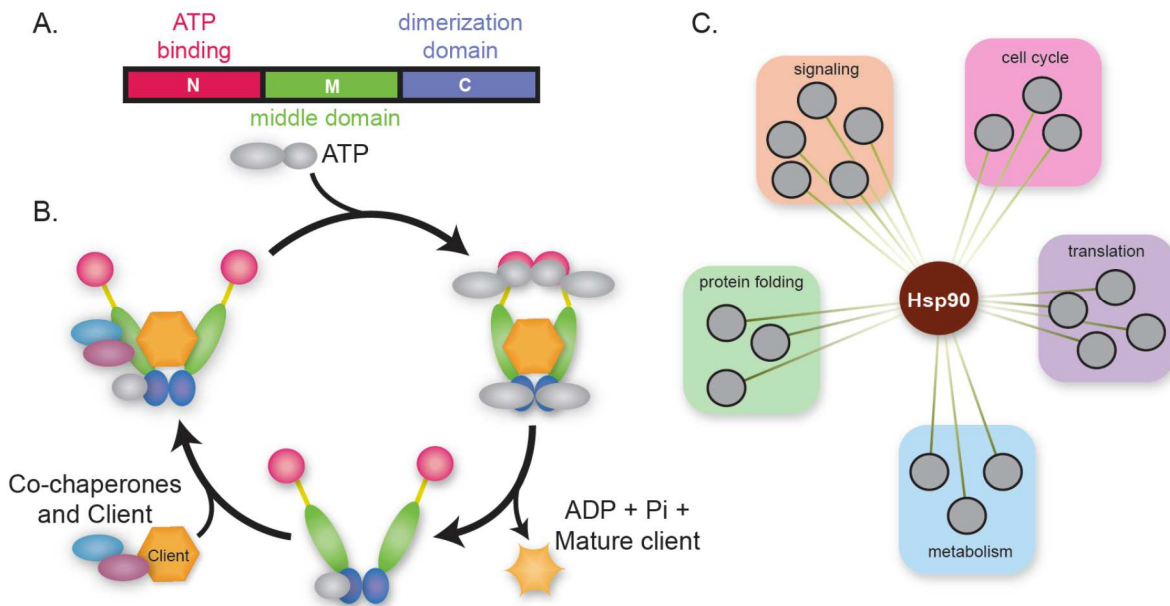 A.
ATP
binding
dimerization
domain
N
M
C
middle domain
ATP
B.
Co-chaperones
and Client
Client
ADP + Pi +
Mature client
C.
signaling
cell cycle
protein folding
Hsp90
translation
metabolism